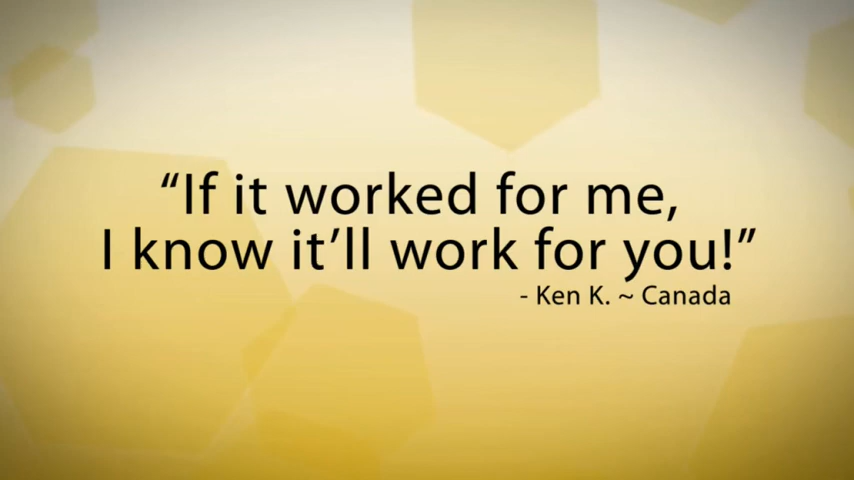 “If it worked for me,
I know it’ll work for you!”
- Ken K. ~ Canada